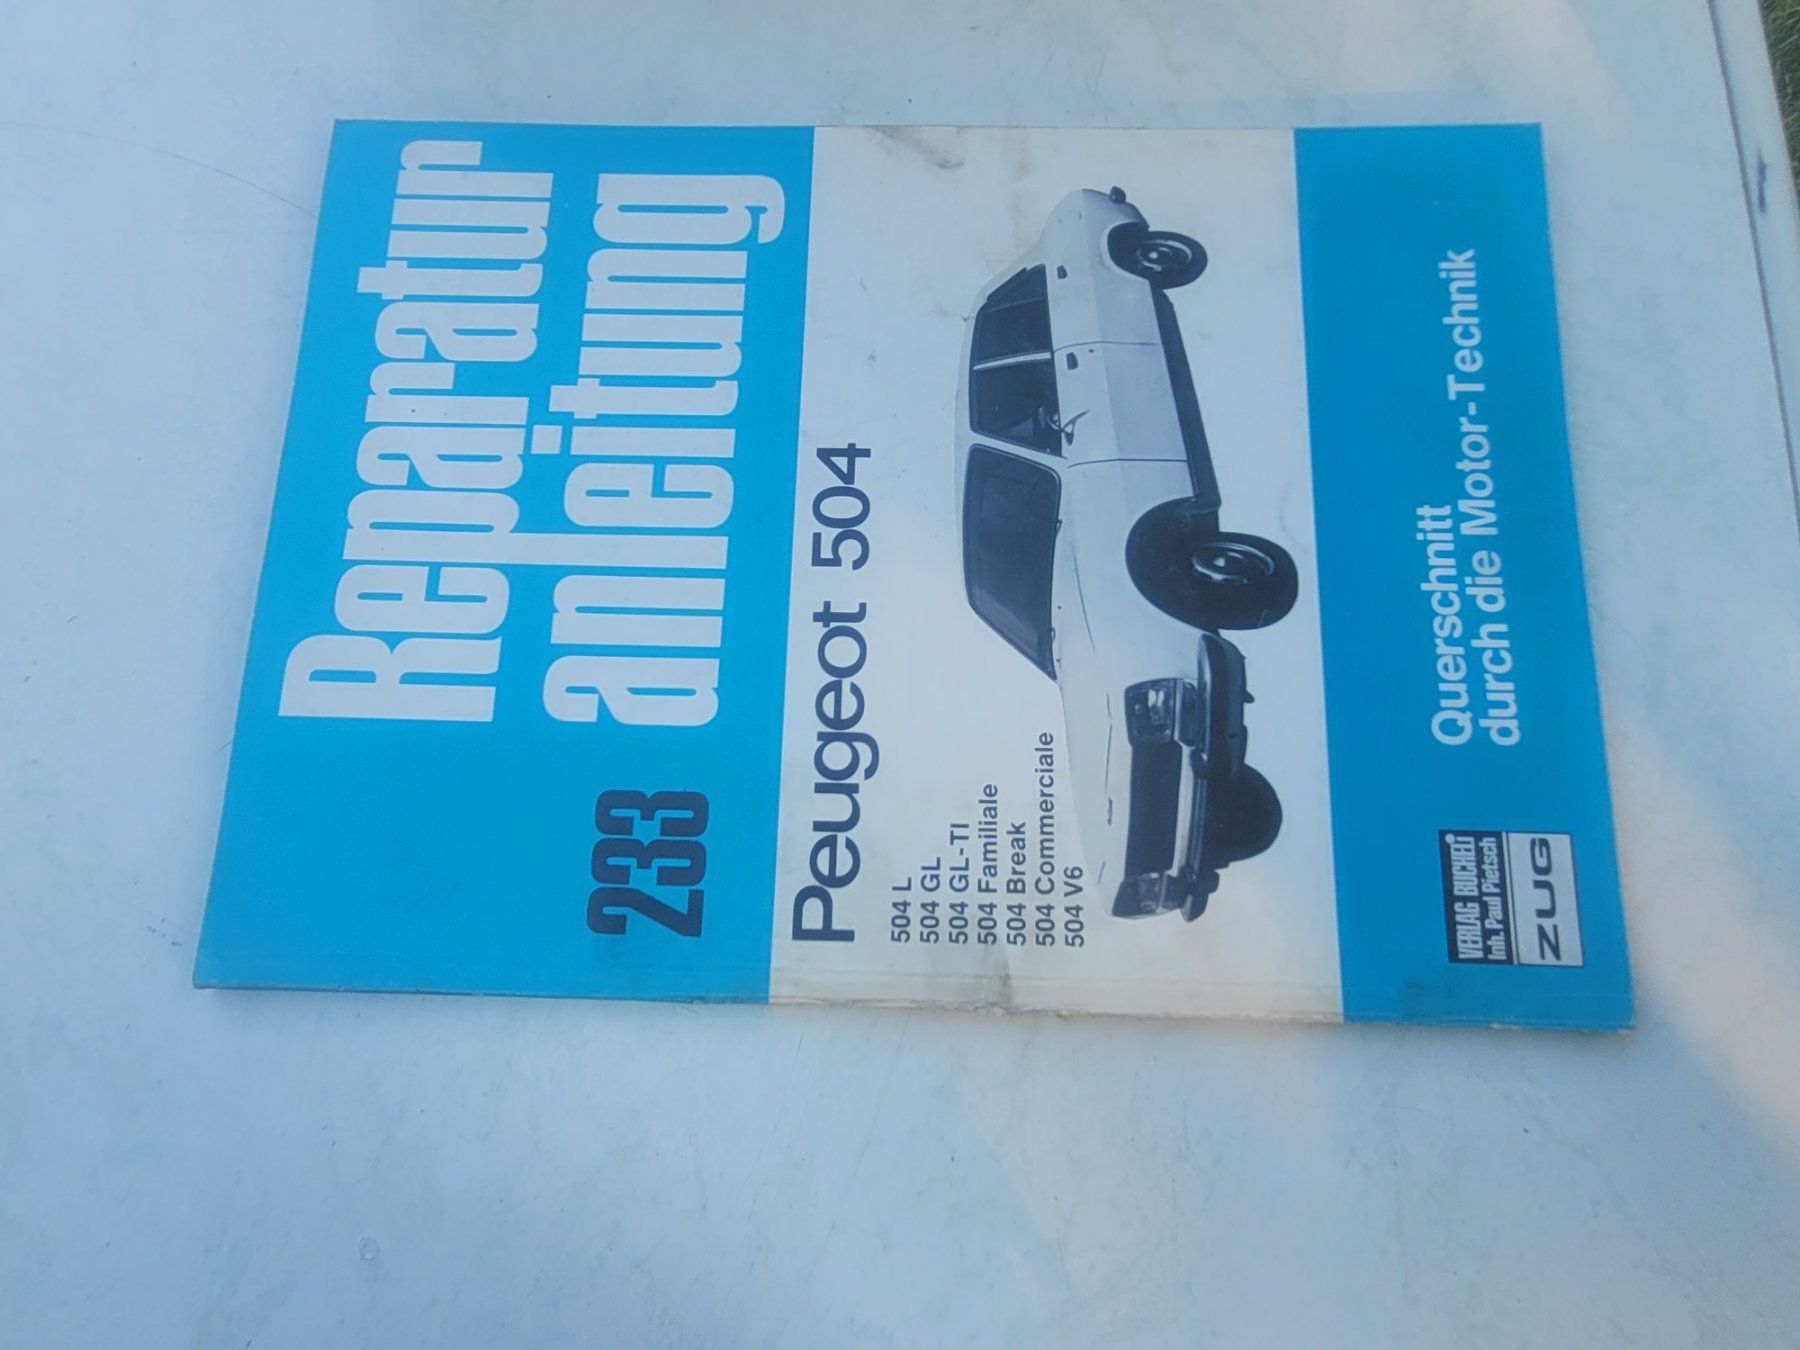 Reparatur
anleitung
233
Peugeot 504
504 L
504 GL
504 GL-TI
504 Familiale
504 Break
504 Commerciale
504 V6
Querschnitt
durch die Motor-Technik
VERLAG BUCHELI
Inh. Paul Pietsch
ZUG